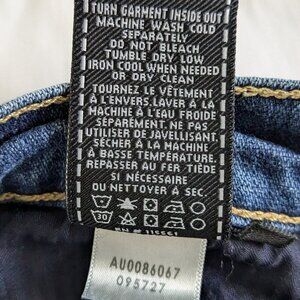 TURN GARMENT INSIDE OUT
MACHINE WASH COLD
SEPARATELY
DO NOT BLEACH
TUMBLE DRY LOW
IRON COOL WHEN NEEDED
OR DRY CLEAN
TOURNEZ LE VÊTEMENT
À L'ENVERS.LAVER À LA
MACHINE À L'EAU FROIDE
SÉPARÉMENT. NE PAS
UTILISER DE JAVELLISANT.
SÉCHER À LA MACHINE
À BASSE TEMPÉRATURE.
REPASSER AU FER TIÈDE
SI NÉCESSAIRE
OU NETTOYER À SEC.
30
RN # 115561
AU0086067
095727